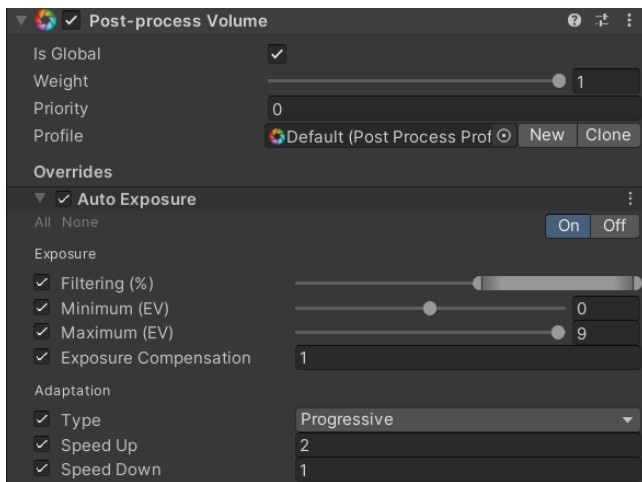 Post-process Volume
Is Global
Weight 1
Priority 0
Profile Default (Post Process Prof New Clone
Overrides
Auto Exposure
All None On Off
Exposure
Filtering (%)
Minimum (EV) 0
Maximum (EV) 9
Exposure Compensation 1
Adaptation
Type Progressive
Speed Up 2
Speed Down 1